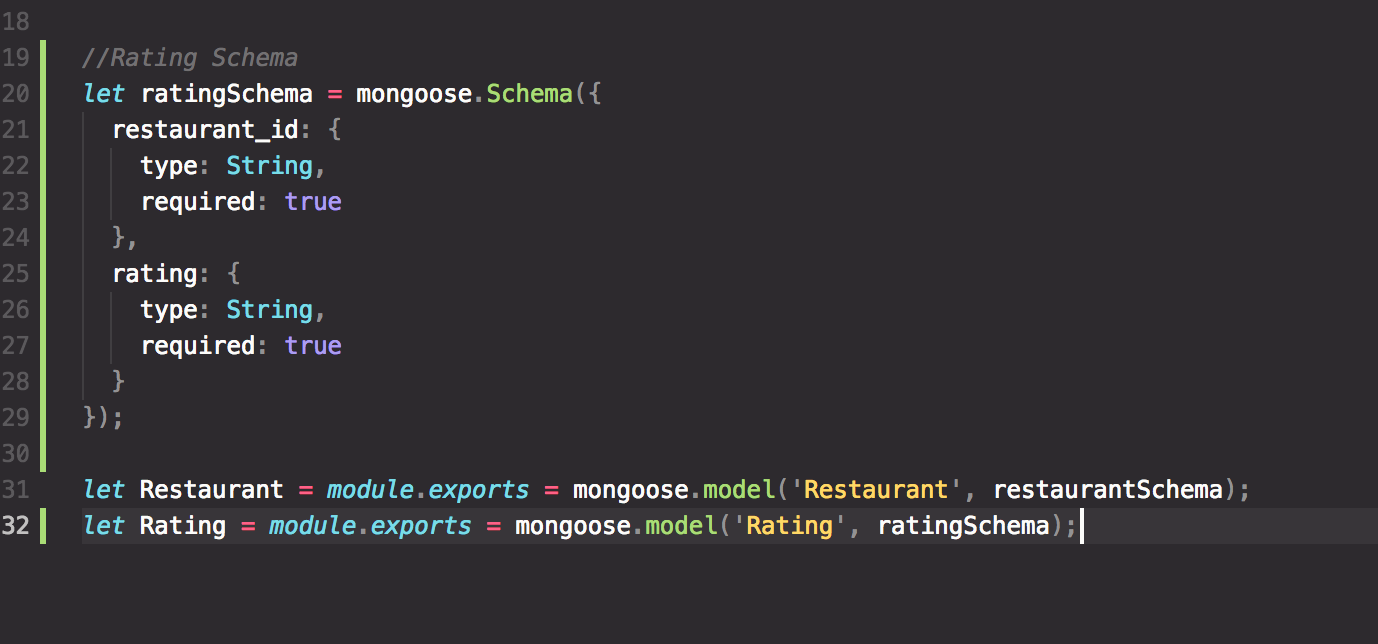 18
19 //Rating Schema
20 let ratingSchema = mongoose.Schema({
21 restaurant_id: {
22 type: String,
23 required: true
24 },
25 rating: {
26 type: String,
27 required: true
28 }
29 });
30
31 let Restaurant = module.exports = mongoose.model('Restaurant', restaurantSchema);
32 let Rating = module.exports = mongoose.model('Rating', ratingSchema);